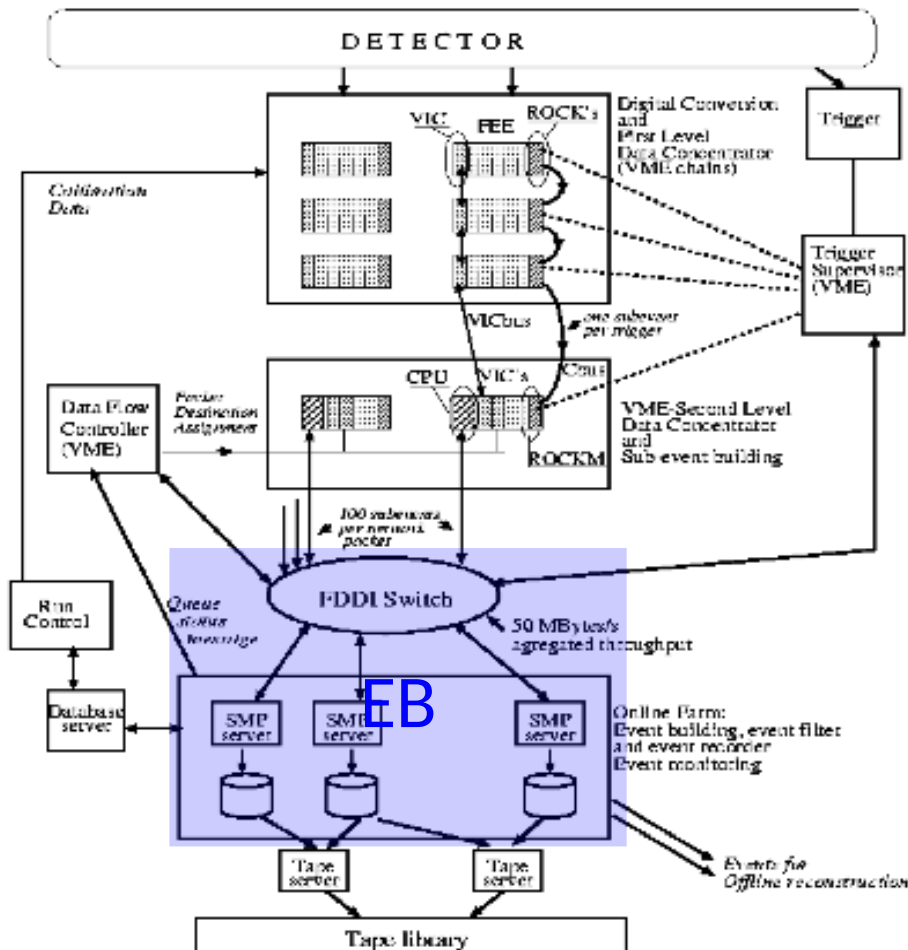 DETECTOR
VIC
FEE
ROCK's
Digital Conversion
and
First Level
Data Concentrator
(VME chains)
Trigger
Calibration
Data
Trigger
Supervisor
(VME)
VICbus
one subevent
per trigger
Cbus
CPU
VIC's
ROCKM
Data Flow
Controller
(VME)
Packet
Destination
Assignment
VME-Second Level
Data Concentrator
and
Sub event building
100 subevents
per network
packet
FDDI Switch
Queue
status
message
50 MBytes/s
agregated throughput
Run
Control
Database
server
EB
SMP
server
SMP
server
SMP
server
Online Farm:
Event building, event filter
and event recorder
Event monitoring
Tape
server
Tape
server
Events for
Offline reconstruction
Tape library